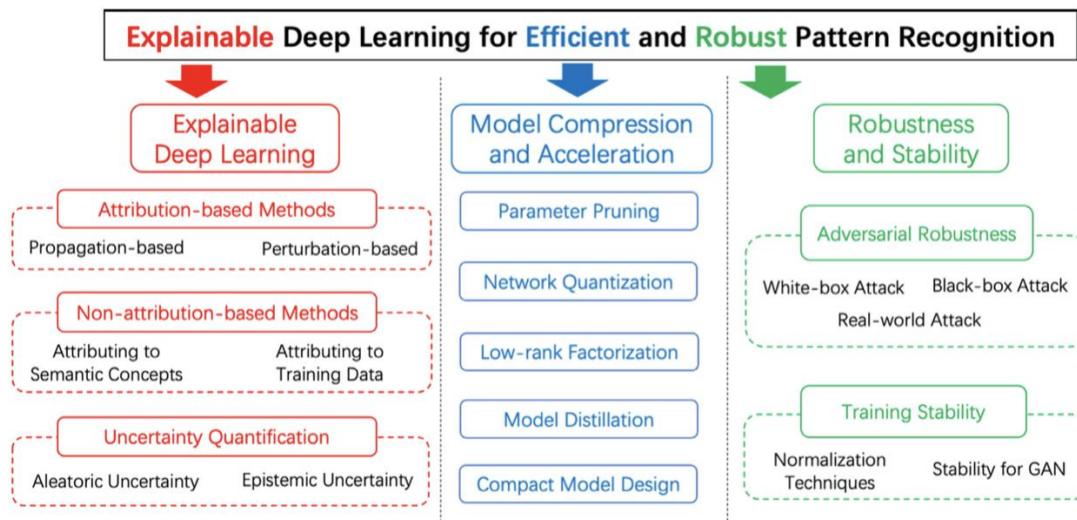 Explainable Deep Learning for Efficient and Robust Pattern Recognition
Explainable
Deep Learning
Attribution-based Methods
Propagation-based
Perturbation-based
Non-attribution-based Methods
Attributing to
Semantic Concepts
Attributing to
Training Data
Uncertainty Quantification
Aleatoric Uncertainty
Epistemic Uncertainty
Model Compression
and Acceleration
Parameter Pruning
Network Quantization
Low-rank Factorization
Model Distillation
Compact Model Design
Robustness
and Stability
Adversarial Robustness
White-box Attack
Black-box Attack
Real-world Attack
Training Stability
Normalization
Techniques
Stability for GAN